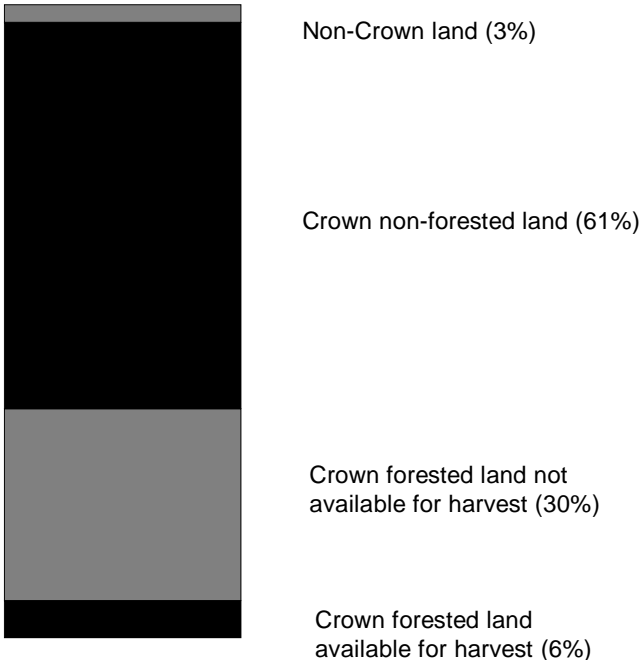 Non-Crown land (3%)
Crown non-forested land (61%)
Crown forested land not
available for harvest (30%)
Crown forested land
available for harvest (6%)